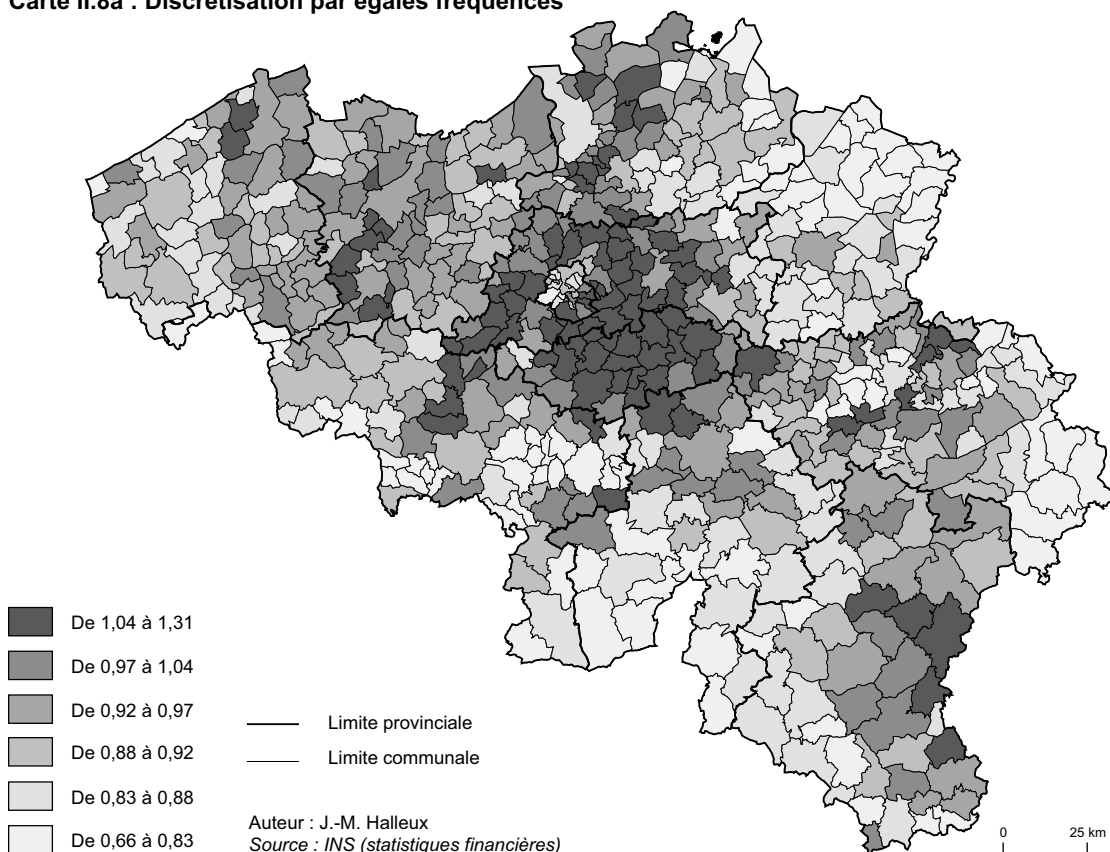 Carte II.8a : Discrétisation par égales fréquences
De 1,04 à 1,31
De 0,97 à 1,04
De 0,92 à 0,97
De 0,88 à 0,92
De 0,83 à 0,88
De 0,66 à 0,83
Limite provinciale
Limite communale
Auteur : J.-M. Halleux
Source : INS (statistiques financières)
0 25 km